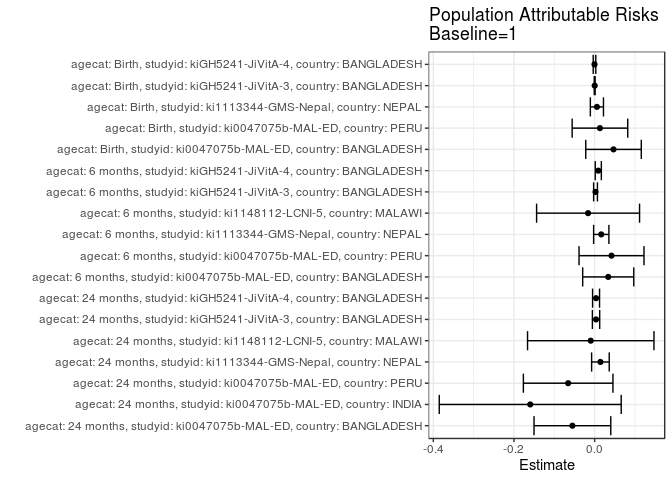 Population Attributable Risks
Baseline=1
agecat: Birth, studyid: kiGH5241-JiVitA-4, country: BANGLADESH
agecat: Birth, studyid: kiGH5241-JiVitA-3, country: BANGLADESH
agecat: Birth, studyid: ki1113344-GMS-Nepal, country: NEPAL
agecat: Birth, studyid: ki0047075b-MAL-ED, country: PERU
agecat: Birth, studyid: ki0047075b-MAL-ED, country: BANGLADESH
agecat: 6 months, studyid: kiGH5241-JiVitA-4, country: BANGLADESH
agecat: 6 months, studyid: kiGH5241-JiVitA-3, country: BANGLADESH
agecat: 6 months, studyid: ki1148112-LCNI-5, country: MALAWI
agecat: 6 months, studyid: ki1113344-GMS-Nepal, country: NEPAL
agecat: 6 months, studyid: ki0047075b-MAL-ED, country: PERU
agecat: 6 months, studyid: ki0047075b-MAL-ED, country: BANGLADESH
agecat: 24 months, studyid: kiGH5241-JiVitA-4, country: BANGLADESH
agecat: 24 months, studyid: kiGH5241-JiVitA-3, country: BANGLADESH
agecat: 24 months, studyid: ki1148112-LCNI-5, country: MALAWI
agecat: 24 months, studyid: ki1113344-GMS-Nepal, country: NEPAL
agecat: 24 months, studyid: ki0047075b-MAL-ED, country: PERU
agecat: 24 months, studyid: ki0047075b-MAL-ED, country: INDIA
agecat: 24 months, studyid: ki0047075b-MAL-ED, country: BANGLADESH
-0.4 -0.2 0.0
Estimate